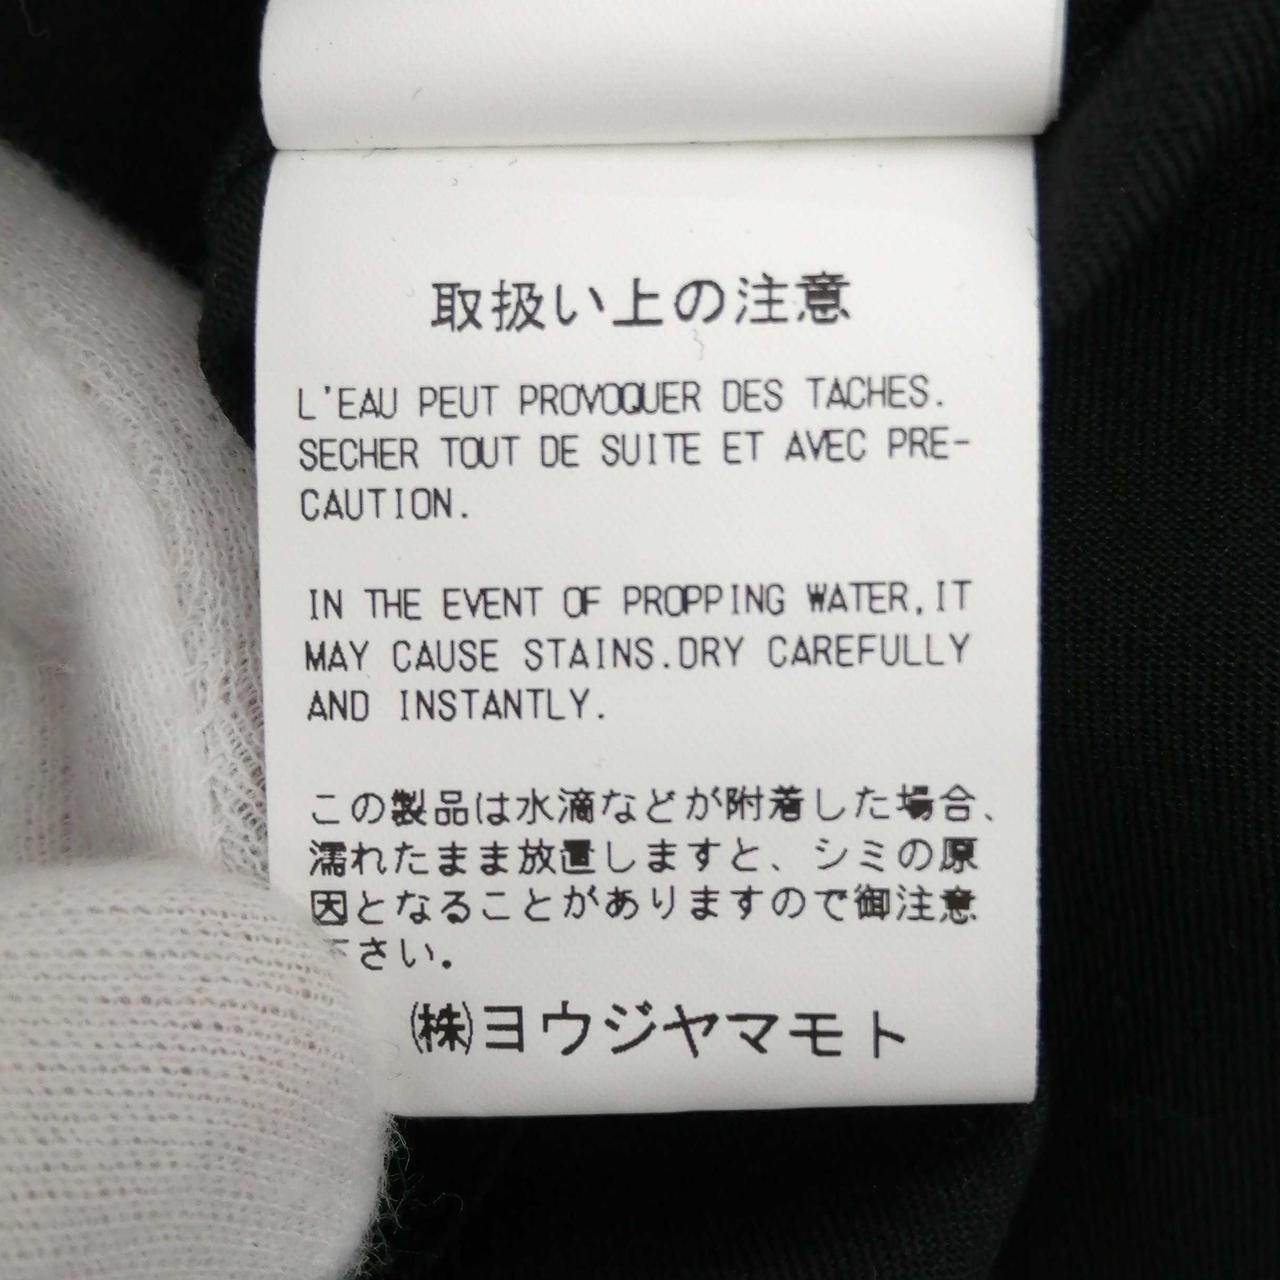 取扱い上の注意
L'EAU PEUT PROVOQUER DES TACHES.
SECHER TOUT DE SUITE ET AVEC PRE-
CAUTION.
IN THE EVENT OF PROPPING WATER,IT
MAY CAUSE STAINS.DRY CAREFULLY
AND INSTANTLY.
この製品は水滴などが附着した場合、
濡れたまま放置しますと、シミの原
因となることがありますので御注意
下さい。
㈱ヨウジヤマモト